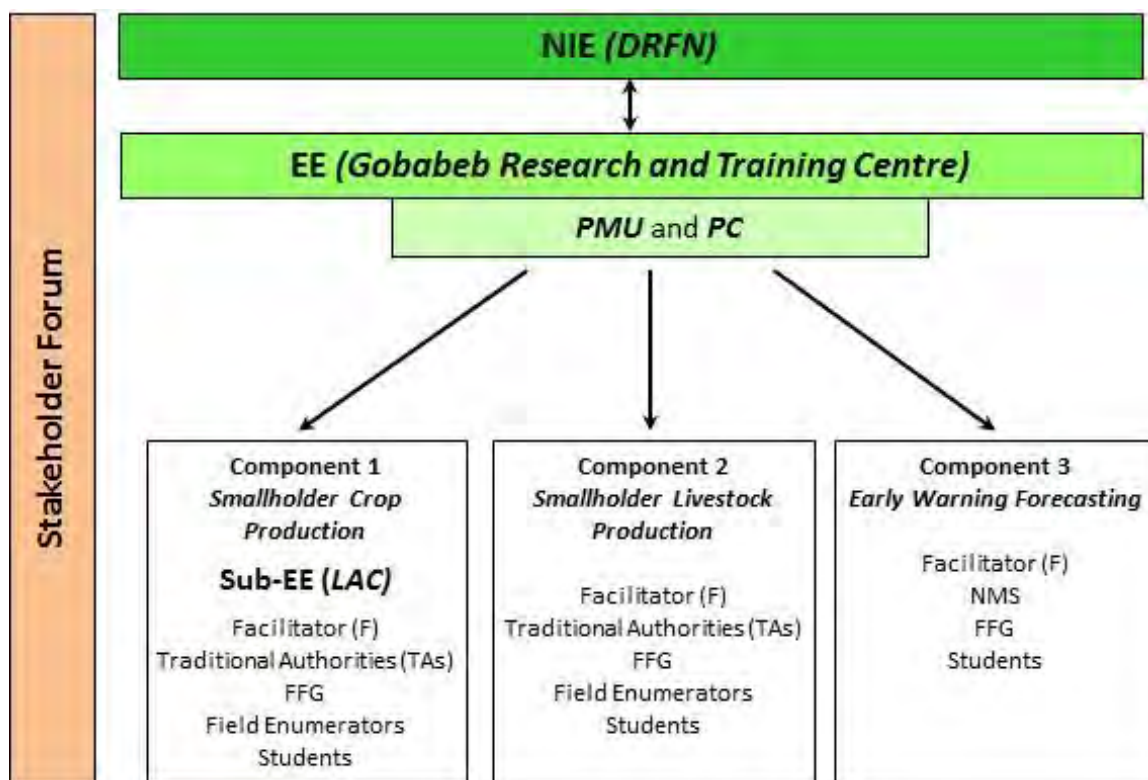 Stakeholder Forum
NIE (DRFN)
EE (Gobabeb Research and Training Centre)
PMU and PC
Component 1
Smallholder Crop
Production
Sub-EE (LAC)
Facilitator (F)
Traditional Authorities (TAs)
FFG
Field Enumerators
Students
Component 2
Smallholder Livestock
Production
Facilitator (F)
Traditional Authorities (TAs)
FFG
Field Enumerators
Students
Component 3
Early Warning Forecasting
Facilitator (F)
NMS
FFG
Students